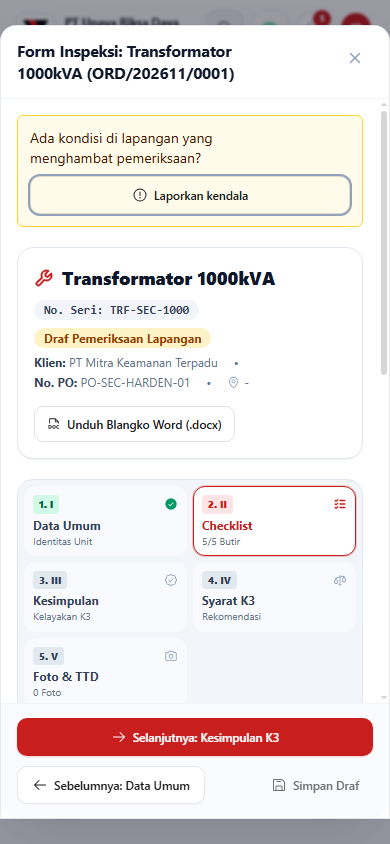 PT Upaya Riksa Daya
Form Inspeksi: Transformator
1000kVA (ORD/202611/0001)
Ada kondisi di lapangan yang
menghambat pemeriksaan?
Laporkan kendala
Transformator 1000kVA
No. Seri: TRF-SEC-1000
Draf Pemeriksaan Lapangan
Klien: PT Mitra Keamanan Terpadu •
No. PO: PO-SEC-HARDEN-01 • -
Unduh Blangko Word (.docx)
1. I
Data Umum
Identitas Unit
2. II
Checklist
5/5 Butir
3. III
Kesimpulan
Kelayakan K3
4. IV
Syarat K3
Rekomendasi
5. V
Foto & TTD
0 Foto
Selanjutnya: Kesimpulan K3
Sebelumnya: Data Umum
Simpan Draf